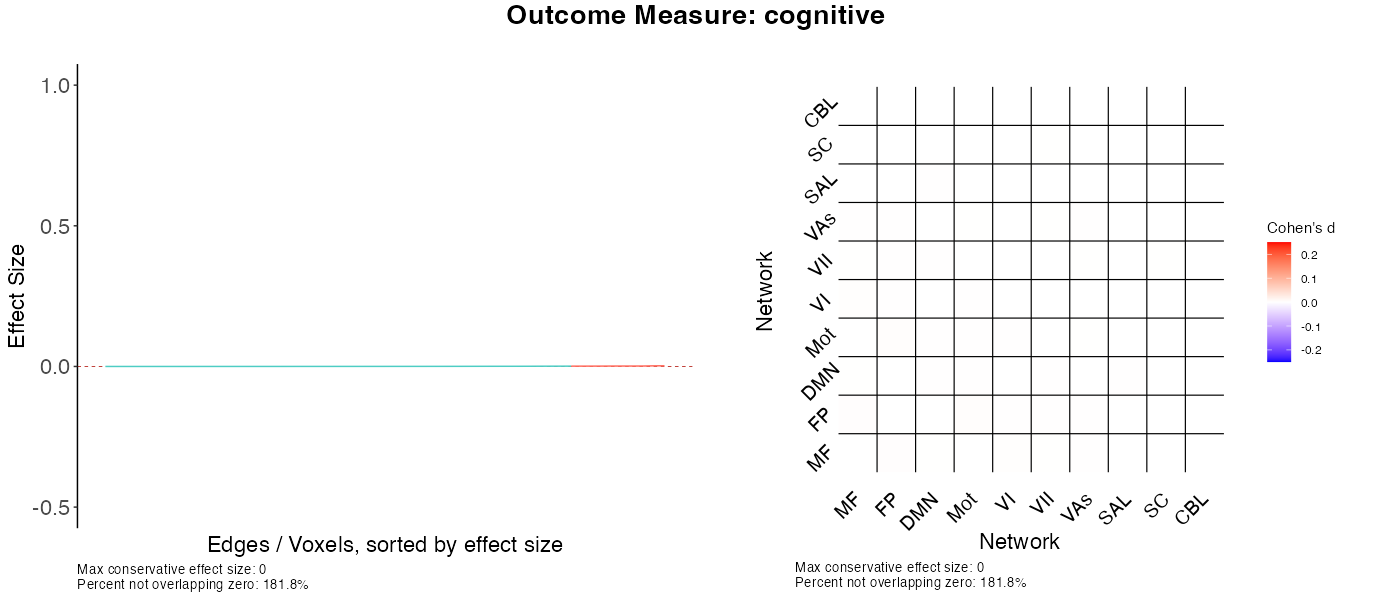 Outcome Measure: cognitive
Effect Size
1.0
0.5
0.0
-0.5
Edges / Voxels, sorted by effect size
Max conservative effect size: 0
Percent not overlapping zero: 181.8%
Network
CBL
SC
SAL
VAs
VII
VI
Mot
DMN
FP
MF
MF
FP
DMN
Mot
VI
VII
VAs
SAL
SC
CBL
Network
Max conservative effect size: 0
Percent not overlapping zero: 181.8%
Cohen's d
0.2
0.1
0.0
-0.1
-0.2